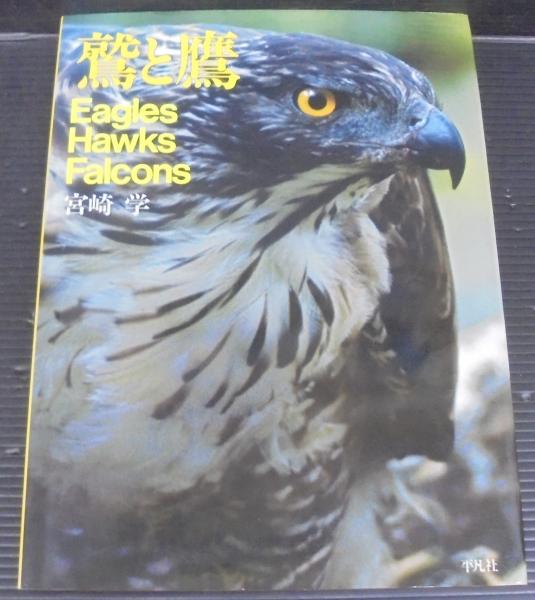 鷲と鷹
Eagles
Hawks
Falcons
宮崎 学
平凡社